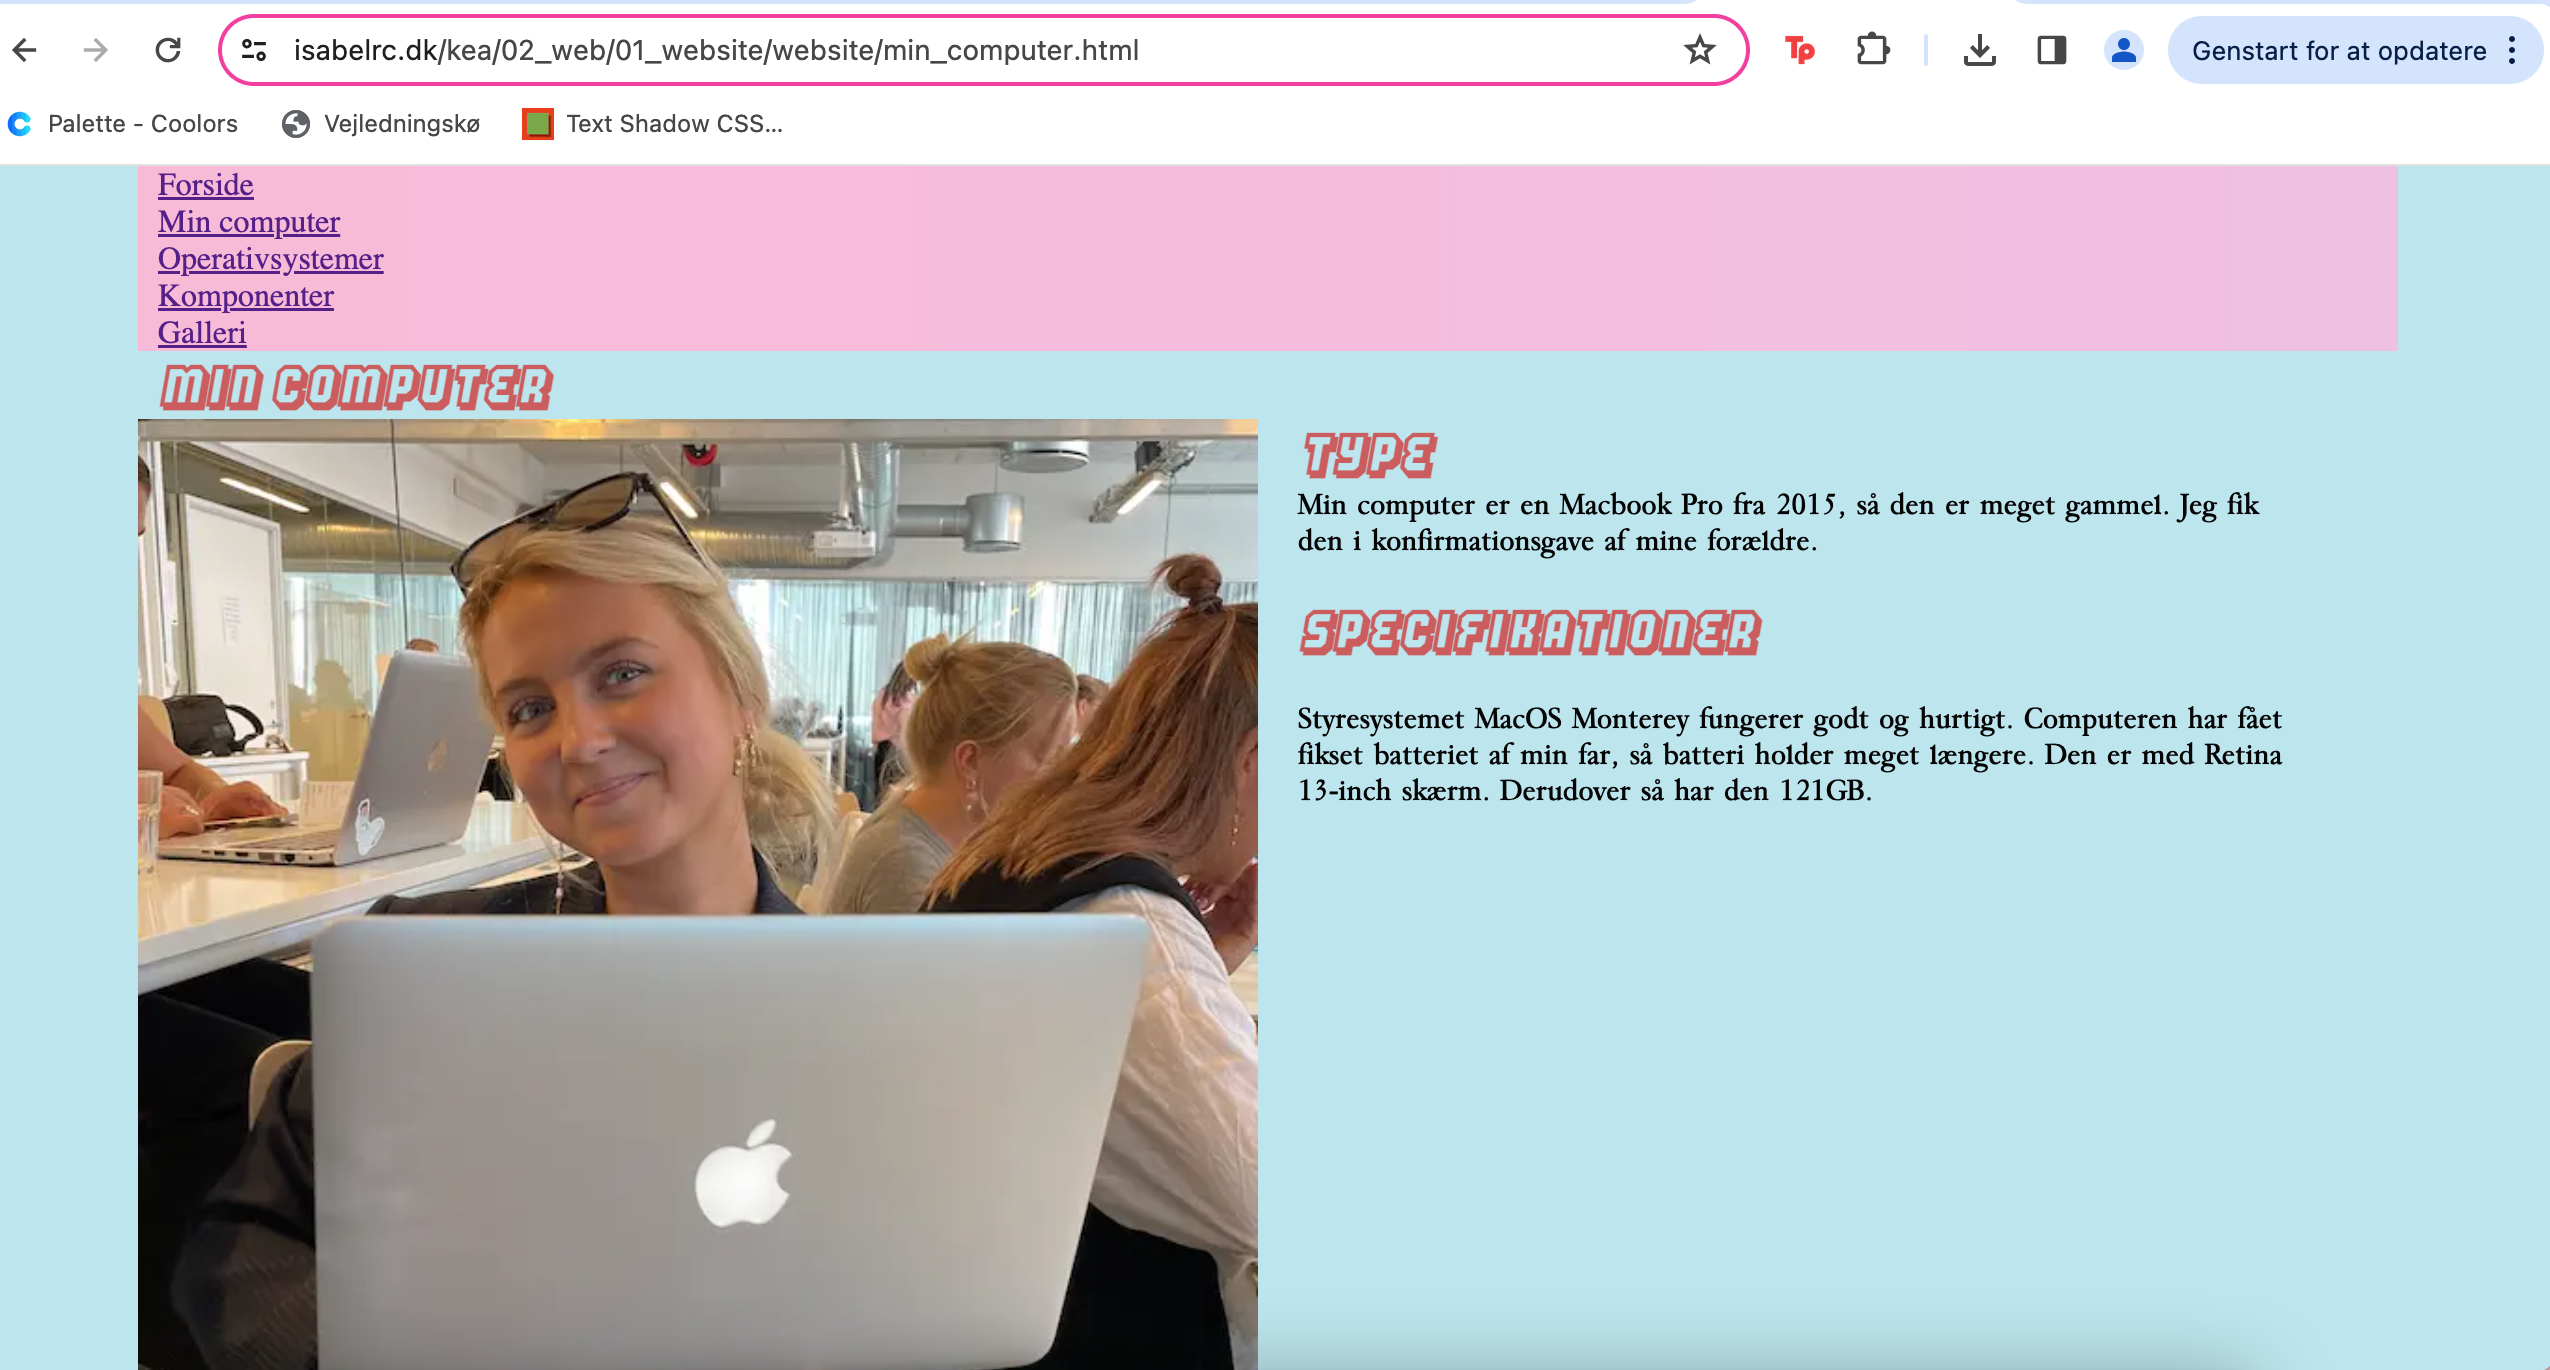 isabelrc.dk/kea/02_web/01_website/website/min_computer.html
Tp
Genstart for at opdatere
Palette - Coolors
Vejledningskø
Text Shadow CSS...
Forside
Min computer
Operativsystemer
Komponenter
Galleri
MIN COMPUTER
TYPE
Min computer er en Macbook Pro fra 2015, så den er meget gammel. Jeg fik
den i konfirmationsgave af mine forældre.
SPECIFIKATIONER
Styresystemet MacOS Monterey fungerer godt og hurtigt. Computeren har fået
fikset batteriet af min far, så batteri holder meget længere. Den er med Retina
13-inch skærm. Derudover så har den 121GB.